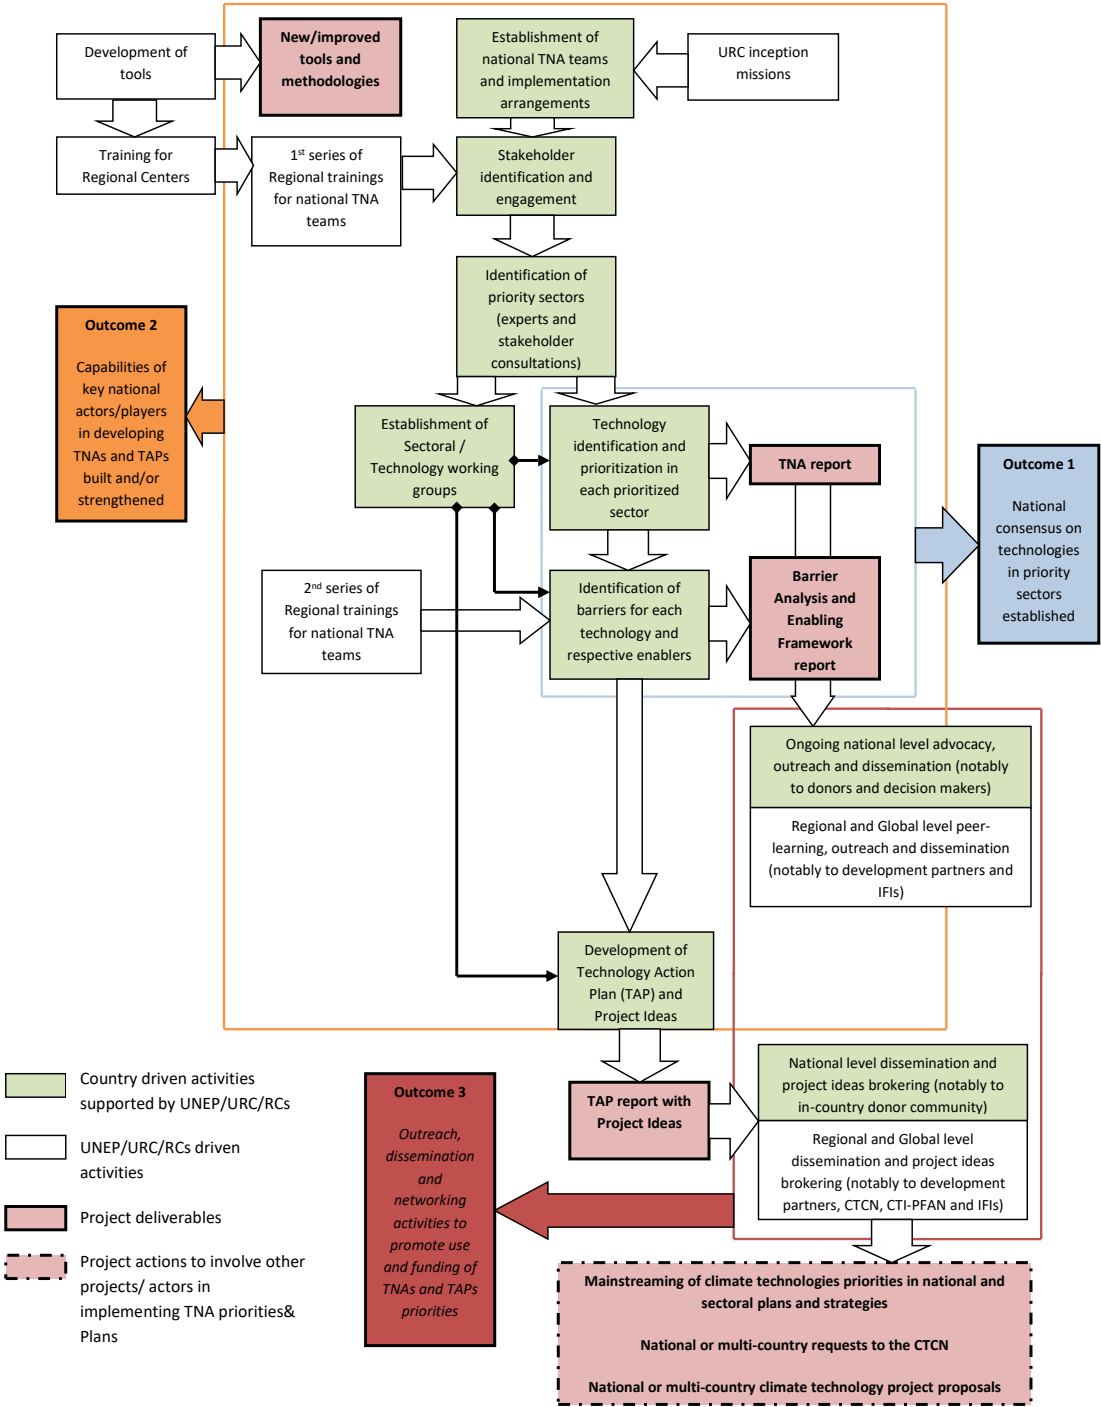 Development of
tools
New/improved
tools and
methodologies
Establishment of
national TNA teams
and implementation
arrangements
URC inception
missions
Training for
Regional Centers
1st series of
Regional trainings
for national TNA
teams
Stakeholder
identification and
engagement
Identification of
priority sectors
(experts and
stakeholder
consultations)
Outcome 2
Capabilities of
key national
actors/players
in developing
TNAs and TAPs
built and/or
strengthened
Establishment of
Sectoral /
Technology working
groups
Technology
identification and
prioritization in
each prioritized
sector
TNA report
Outcome 1
National
consensus on
technologies
in priority
sectors
established
2nd series of
Regional trainings
for national TNA
teams
Identification of
barriers for each
technology and
respective enablers
Barrier
Analysis and
Enabling
Framework
report
Ongoing national level advocacy,
outreach and dissemination (notably
to donors and decision makers)
Regional and Global level peer-
learning, outreach and dissemination
(notably to development partners and
IFIs)
Development of
Technology Action
Plan (TAP) and
Project Ideas
TAP report with
Project Ideas
National level dissemination and
project ideas brokering (notably to
in-country donor community)
Regional and Global level
dissemination and project ideas
brokering (notably to development
partners, CTCN, CTI-PFAN and IFIs)
Outcome 3
Outreach,
dissemination
and
networking
activities to
promote use
and funding of
TNAs and TAPs
priorities
Country driven activities
supported by UNEP/URC/RCs
UNEP/URC/RCs driven
activities
Project deliverables
Project actions to involve other
projects/ actors in
implementing TNA priorities&
Plans
Mainstreaming of climate technologies priorities in national and
sectoral plans and strategies
National or multi-country requests to the CTCN
National or multi-country climate technology project proposals